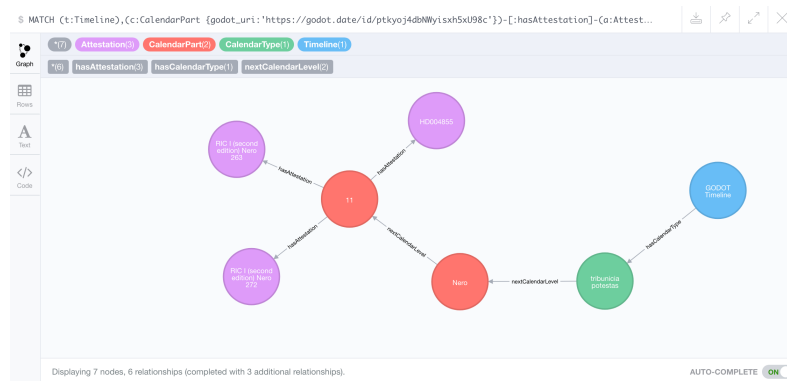 $ MATCH (t:Timeline),(c:CalendarPart {godot_uri:'https://godot.date/id/ptkyoj4dbNWyisxh5xU98c'})-[:hasAttestation]-(a:Attest...
*(7) Attestation(3) CalendarPart(2) CalendarType(1) Timeline(1)
*(6) hasAttestation(3) hasCalendarType(1) nextCalendarLevel(2)
Graph
Rows
A
Text
</>
Code
HD004855
RIC I (second
edition) Nero
263
hasAttestation
hasAttestation
11
GODOT
Timeline
hasCalendarType
hasAttestation
nextCalendarLevel
RIC I (second
edition) Nero
272
Nero
nextCalendarLevel
tribunicia
potestas
Displaying 7 nodes, 6 relationships (completed with 3 additional relationships).
AUTO-COMPLETE ON